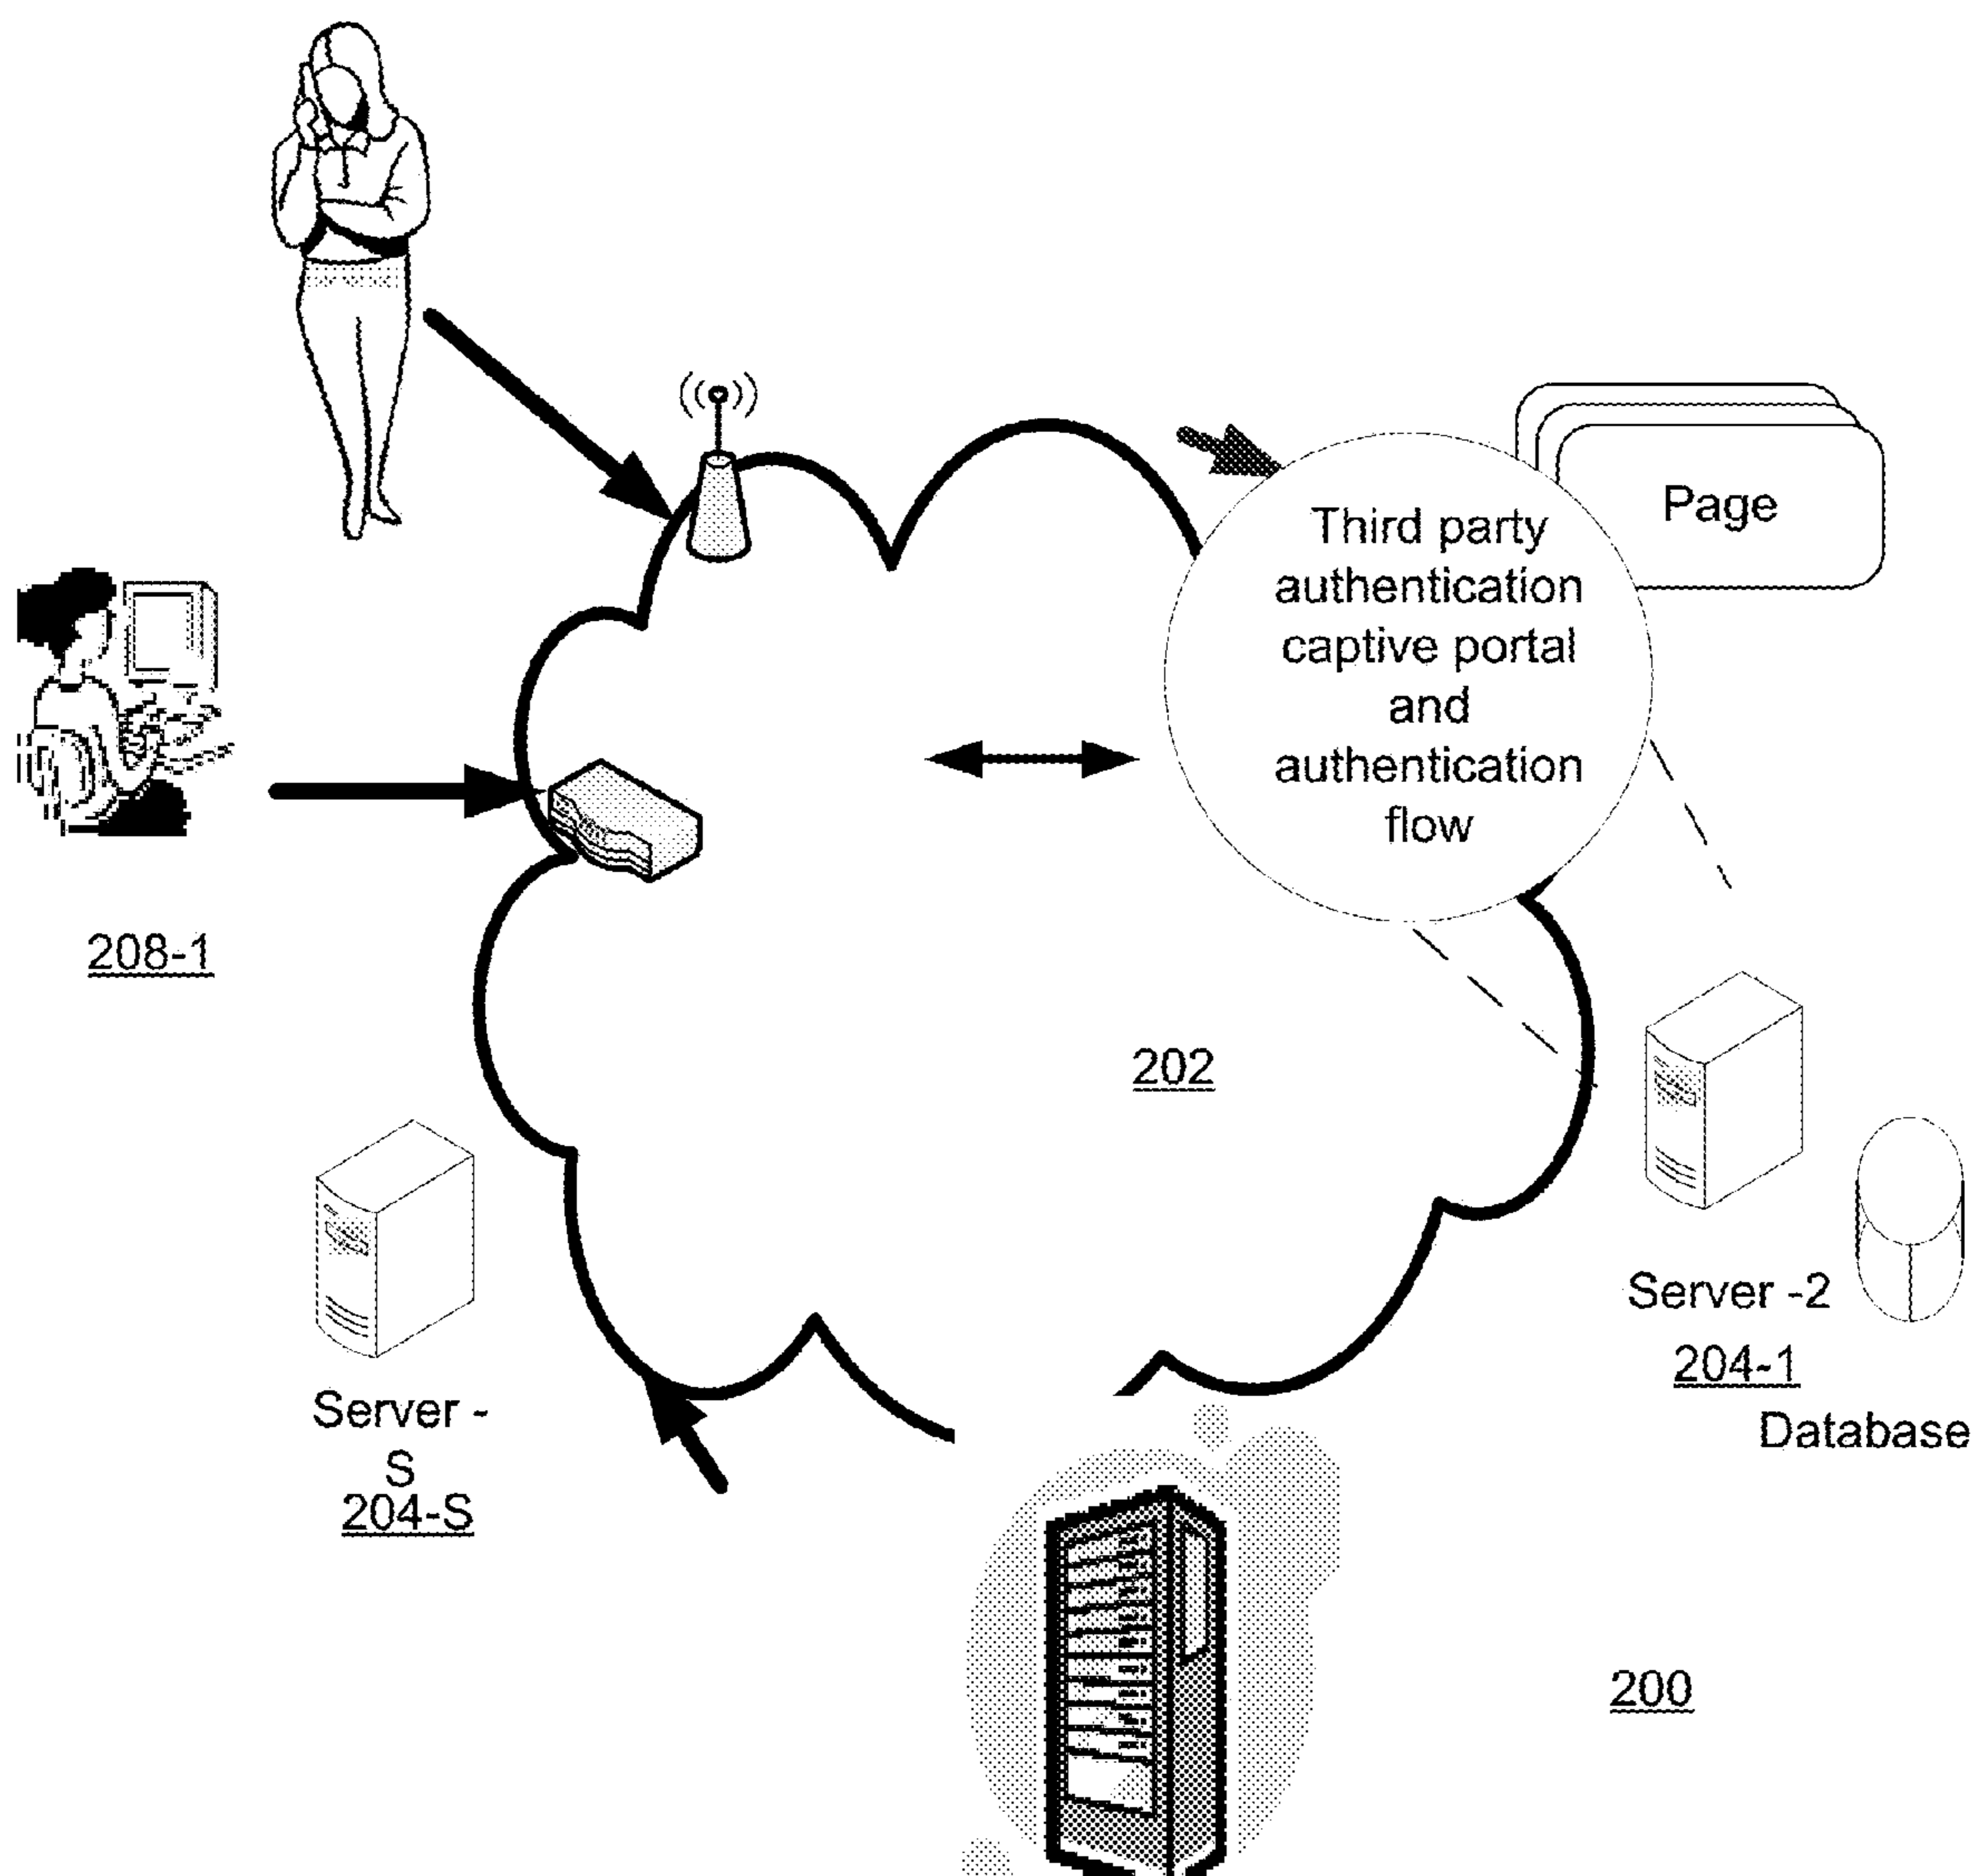 Page
Third party
authentication
captive portal
and
authentication
flow
208-1
202
Server -2
204-1
Database
Server -
S
204-S
200